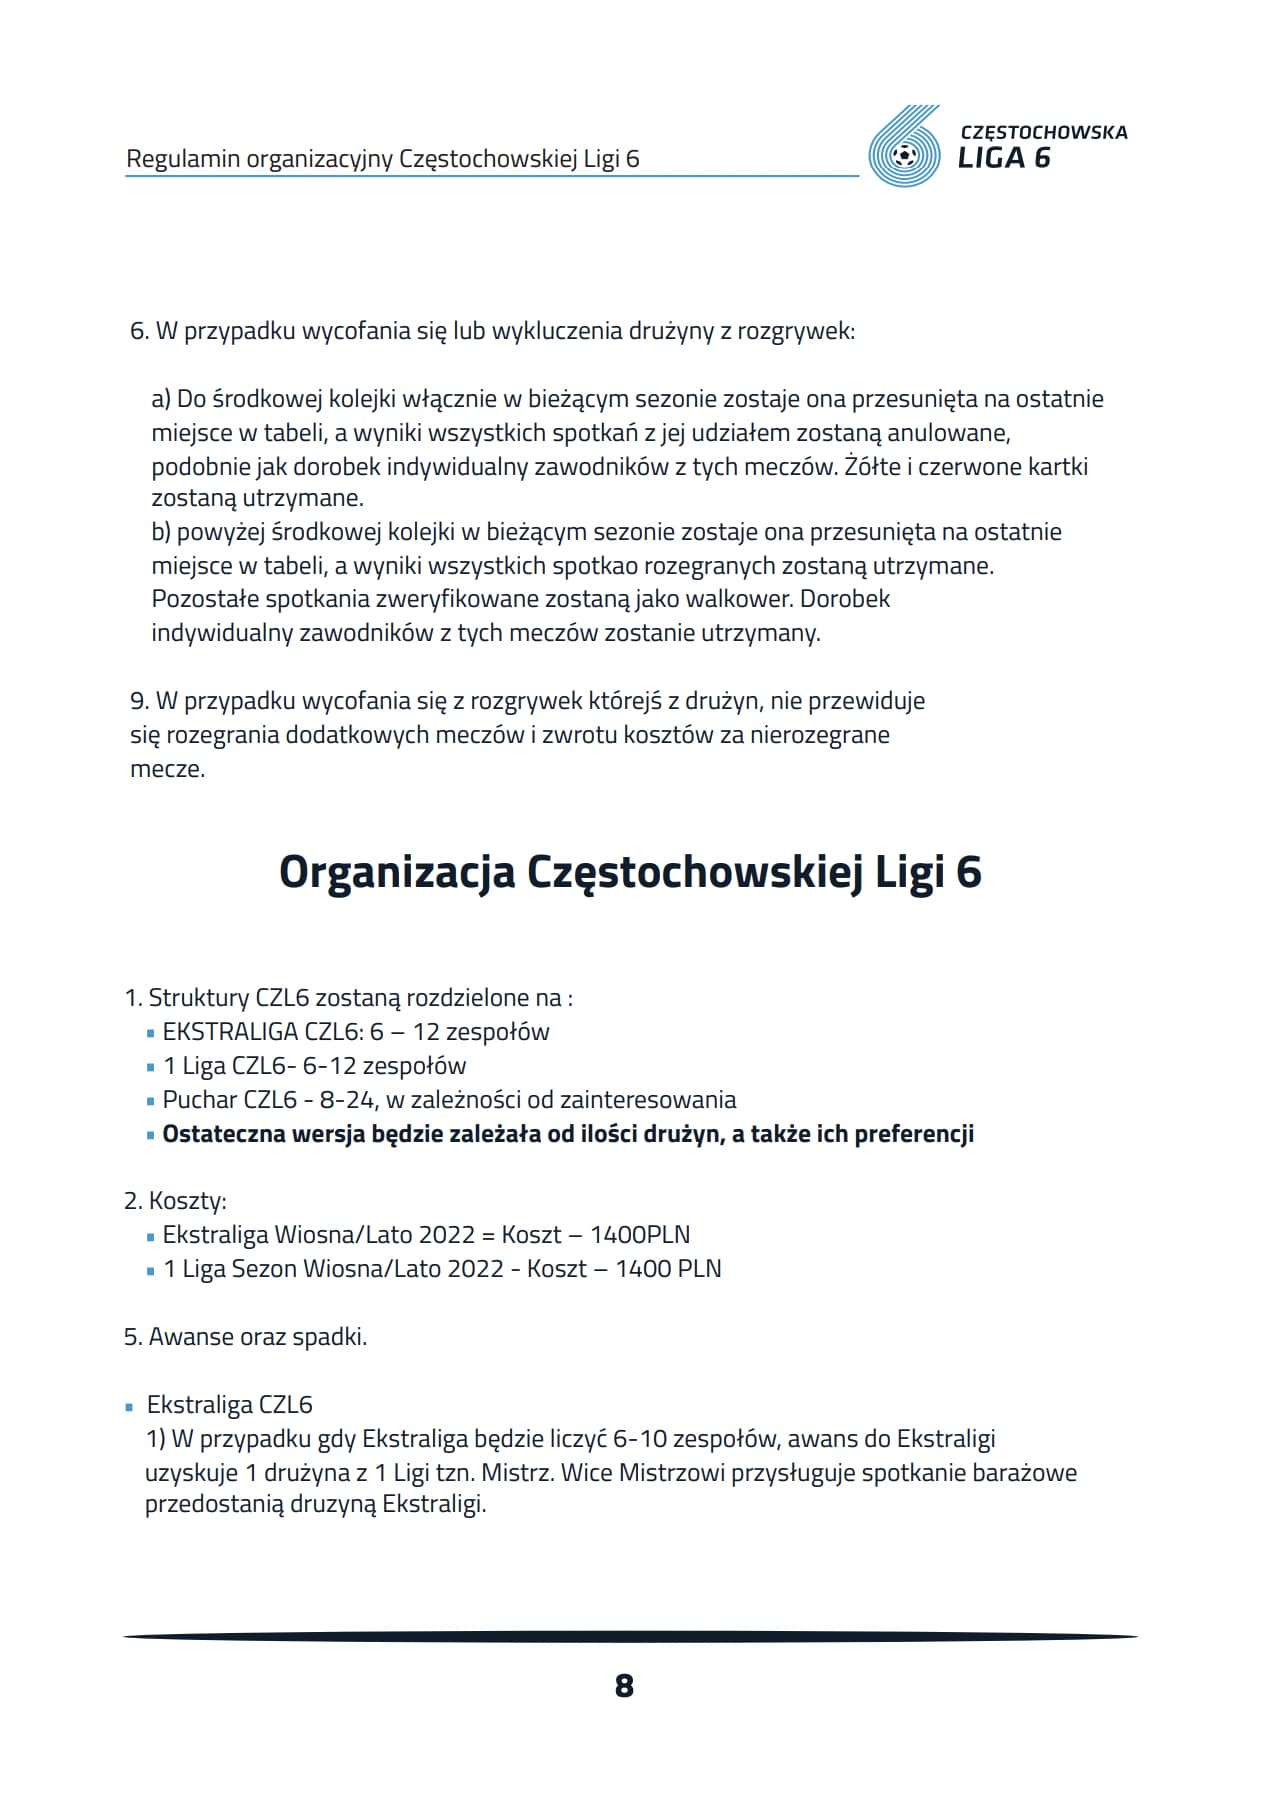 Regulamin organizacyjny Częstochowskiej Ligi 6
CZĘSTOCHOWSKA
LIGA 6
6. W przypadku wycofania się lub wykluczenia drużyny z rozgrywek:
a) Do środkowej kolejki włącznie w bieżącym sezonie zostaje ona przesunięta na ostatnie
miejsce w tabeli, a wyniki wszystkich spotkań z jej udziałem zostaną anulowane,
podobnie jak dorobek indywidualny zawodników z tych meczów. Żółte i czerwone kartki
zostaną utrzymane.
b) powyżej środkowej kolejki w bieżącym sezonie zostaje ona przesunięta na ostatnie
miejsce w tabeli, a wyniki wszystkich spotkao rozegranych zostaną utrzymane.
Pozostałe spotkania zweryfikowane zostaną jako walkower. Dorobek
indywidualny zawodników z tych meczów zostanie utrzymany.
9. W przypadku wycofania się z rozgrywek którejś z drużyn, nie przewiduje
się rozegrania dodatkowych meczów i zwrotu kosztów za nierozegrane
mecze.
Organizacja Częstochowskiej Ligi 6
1. Struktury CZL6 zostaną rozdzielone na :
▪ EKSTRALIGA CZL6: 6 – 12 zespołów
▪ 1 Liga CZL6- 6-12 zespołów
▪ Puchar CZL6 - 8-24, w zależności od zainteresowania
▪ Ostateczna wersja będzie zależała od ilości drużyn, a także ich preferencji
2. Koszty:
▪ Ekstraliga Wiosna/Lato 2022 = Koszt – 1400PLN
▪ 1 Liga Sezon Wiosna/Lato 2022 - Koszt – 1400 PLN
5. Awanse oraz spadki.
▪ Ekstraliga CZL6
1) W przypadku gdy Ekstraliga będzie liczyć 6-10 zespołów, awans do Ekstraligi
uzyskuje 1 drużyna z 1 Ligi tzn. Mistrz. Wice Mistrzowi przysługuje spotkanie barażowe
przedostanią druzyną Ekstraligi.
8